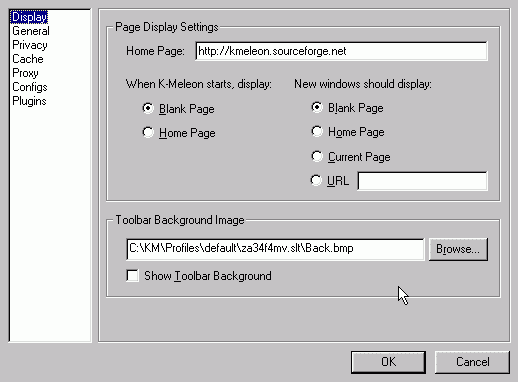 Display
General
Privacy
Cache
Proxy
Configs
Plugins
Page Display Settings
Home Page: http://kmeleon.sourceforge.net
When K-Meleon starts, display:
Blank Page
Home Page
New windows should display:
Blank Page
Home Page
Current Page
URL
Toolbar Background Image
C:\KM\Profiles\default\za34f4mv.slt\Back.bmp Browse...
Show Toolbar Background
OK Cancel